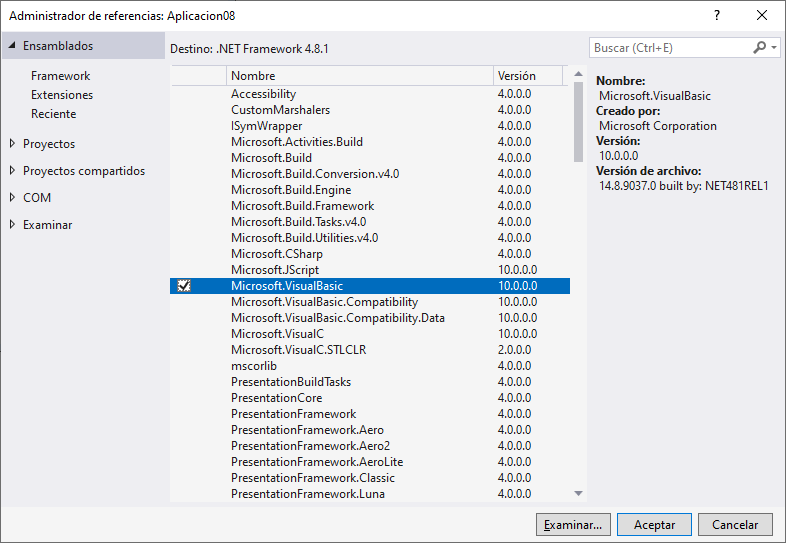 Administrador de referencias: Aplicacion08
? ✕
Ensamblados
Framework
Extensiones
Reciente
Proyectos
Proyectos compartidos
COM
Examinar
Destino: .NET Framework 4.8.1
Nombre Versión
Accessibility 4.0.0.0
CustomMarshalers 4.0.0.0
ISymWrapper 4.0.0.0
Microsoft.Activities.Build 4.0.0.0
Microsoft.Build 4.0.0.0
Microsoft.Build.Conversion.v4.0 4.0.0.0
Microsoft.Build.Engine 4.0.0.0
Microsoft.Build.Framework 4.0.0.0
Microsoft.Build.Tasks.v4.0 4.0.0.0
Microsoft.Build.Utilities.v4.0 4.0.0.0
Microsoft.CSharp 4.0.0.0
Microsoft.JScript 10.0.0.0
Microsoft.VisualBasic 10.0.0.0
Microsoft.VisualBasic.Compatibility 10.0.0.0
Microsoft.VisualBasic.Compatibility.Data 10.0.0.0
Microsoft.VisualC 10.0.0.0
Microsoft.VisualC.STLCLR 2.0.0.0
mscorlib 4.0.0.0
PresentationBuildTasks 4.0.0.0
PresentationCore 4.0.0.0
PresentationFramework 4.0.0.0
PresentationFramework.Aero 4.0.0.0
PresentationFramework.Aero2 4.0.0.0
PresentationFramework.AeroLite 4.0.0.0
PresentationFramework.Classic 4.0.0.0
PresentationFramework.Luna 4.0.0.0
Buscar (Ctrl+E)
Nombre:
Microsoft.VisualBasic
Creado por:
Microsoft Corporation
Versión:
10.0.0.0
Versión de archivo:
14.8.9037.0 built by: NET481REL1
Examinar... Aceptar Cancelar